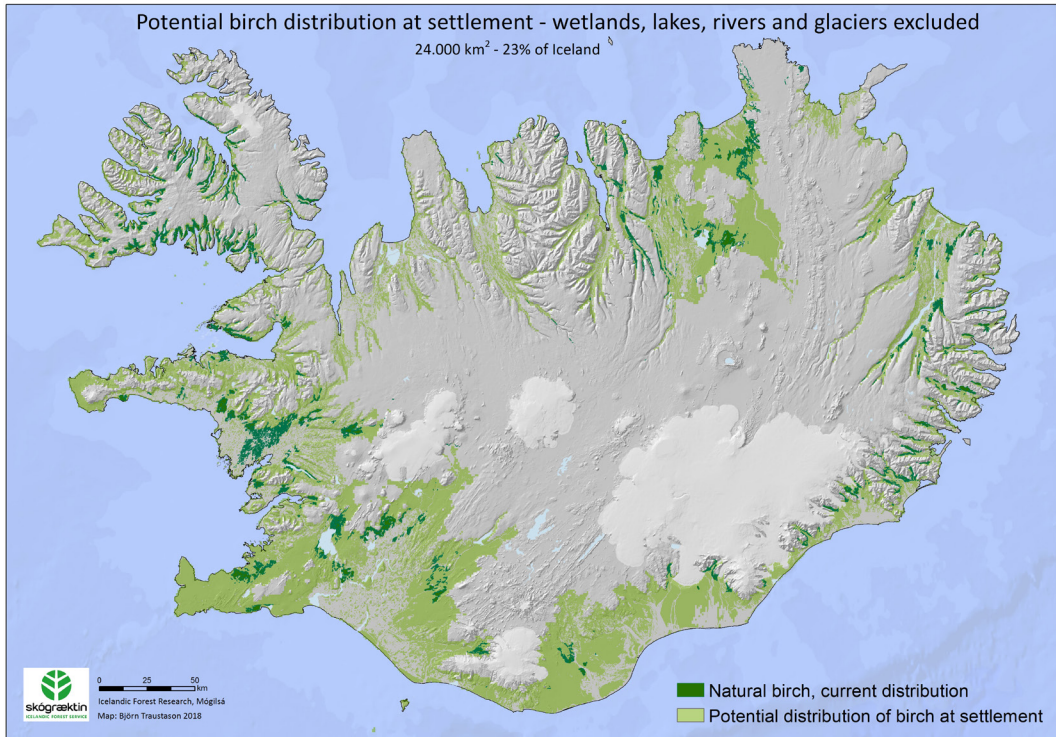 Potential birch distribution at settlement - wetlands, lakes, rivers and glaciers excluded
24.000 km² - 23% of Iceland
skógræktin
ICELANDIC FOREST SERVICE
0 25 50
km
Icelandic Forest Research, Mógilsá
Map: Björn Traustason 2018
Natural birch, current distribution
Potential distribution of birch at settlement